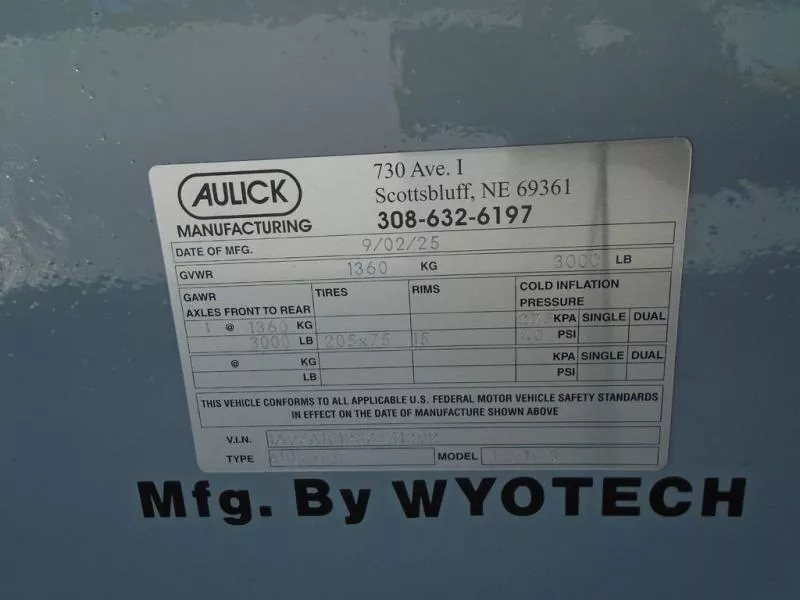 AULICK
MANUFACTURING
730 Ave. I
Scottsbluff, NE 69361
308-632-6197
DATE OF MFG. 9/02/25
GVWR 1360 KG 3000 LB
GAWR
AXLES FRONT TO REAR
TIRES
RIMS
COLD INFLATION
PRESSURE
1 @ 1360 KG KPA SINGLE DUAL
3000 LB 205x75 15 PSI
@ KG KPA SINGLE DUAL
LB PSI
THIS VEHICLE CONFORMS TO ALL APPLICABLE U.S. FEDERAL MOTOR VEHICLE SAFETY STANDARDS
IN EFFECT ON THE DATE OF MANUFACTURE SHOWN ABOVE
V.I.N.
TYPE MODEL
Mfg. By WYOTECH